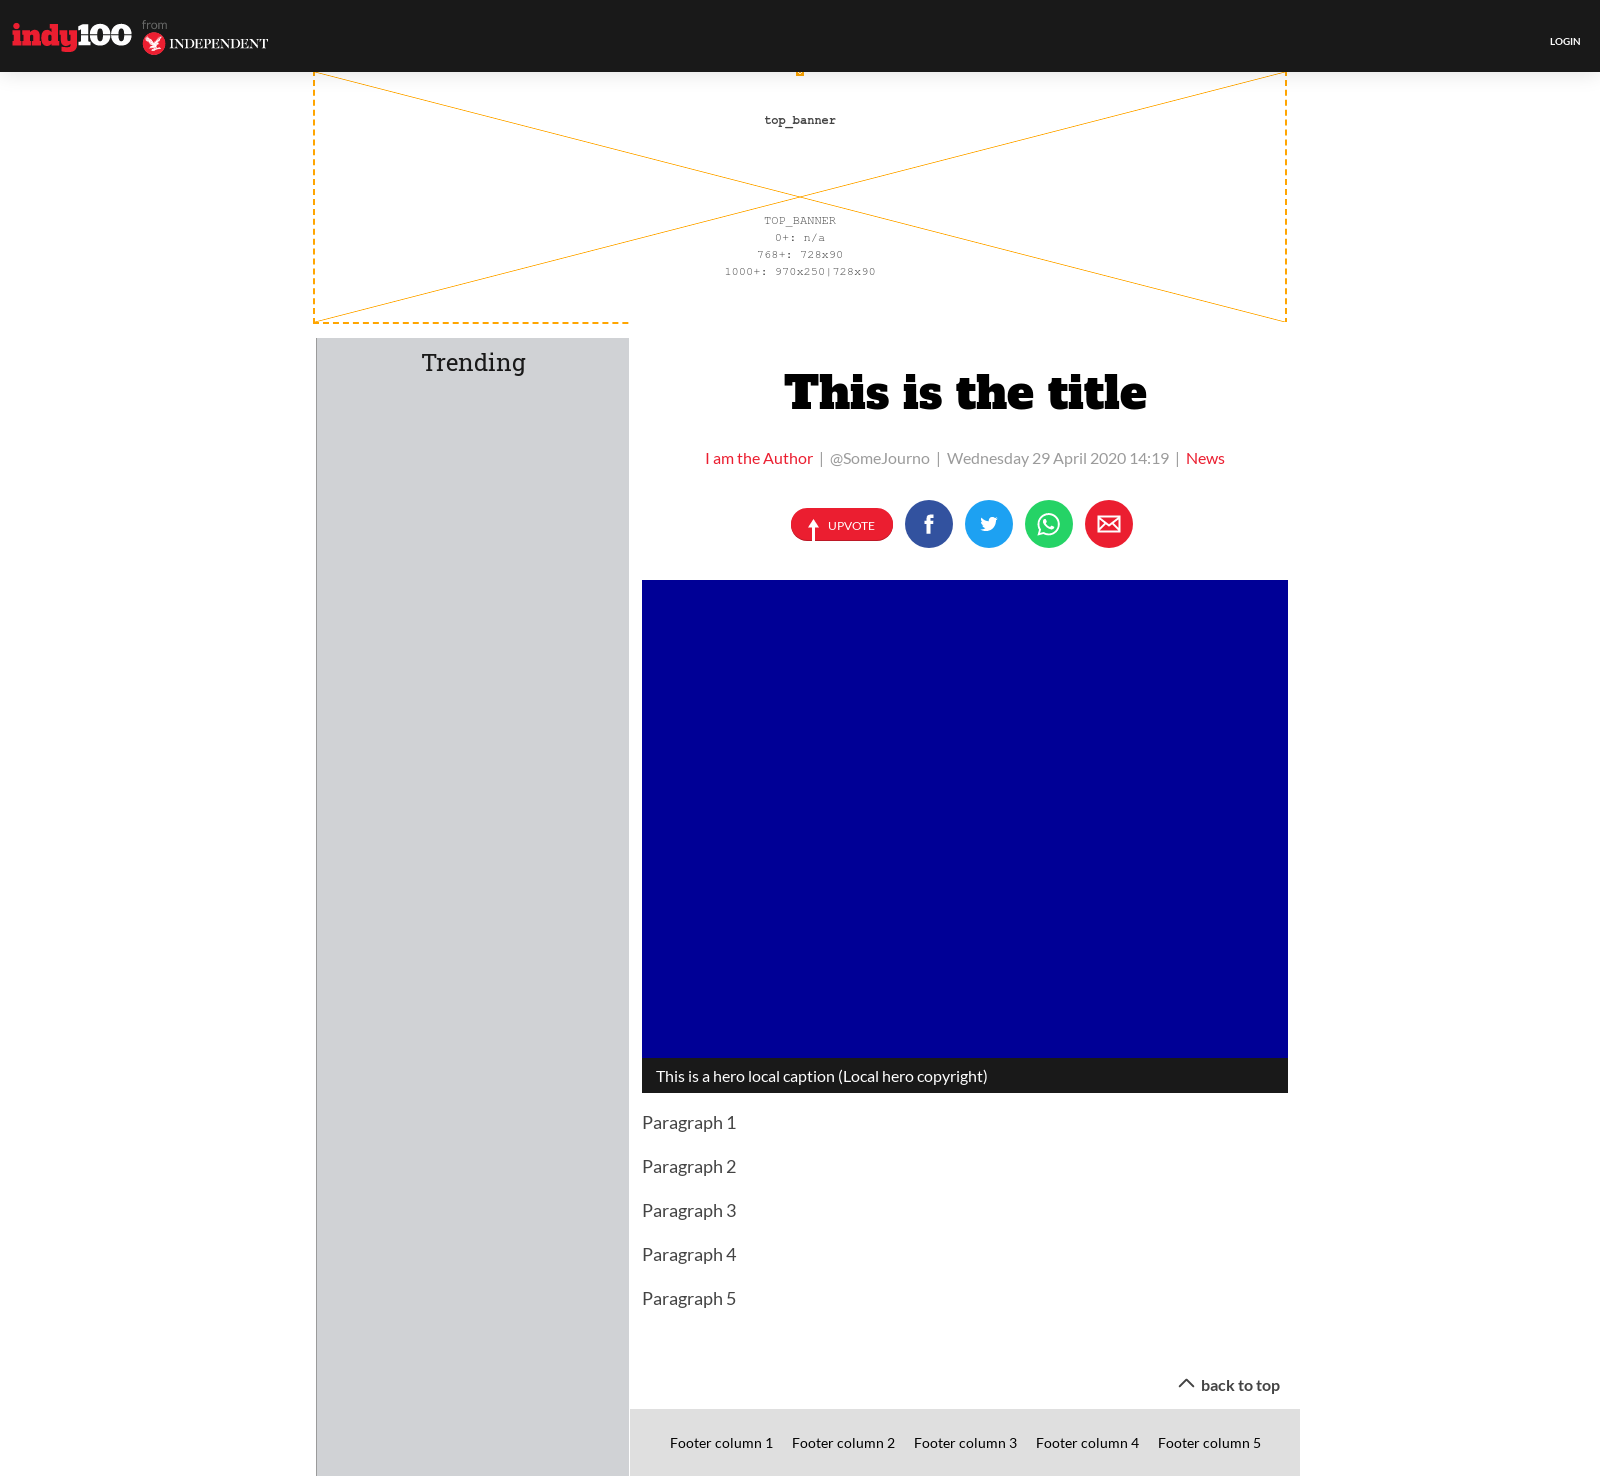 indy100 from INDEPENDENT
LOGIN
top_banner
TOP_BANNER
0+: n/a
768+: 728x90
1000+: 970x250|728x90
Trending
This is the title
I am the Author | @SomeJourno | Wednesday 29 April 2020 14:19 | News
UPVOTE
This is a hero local caption (Local hero copyright)
Paragraph 1
Paragraph 2
Paragraph 3
Paragraph 4
Paragraph 5
back to top
Footer column 1 Footer column 2 Footer column 3 Footer column 4 Footer column 5